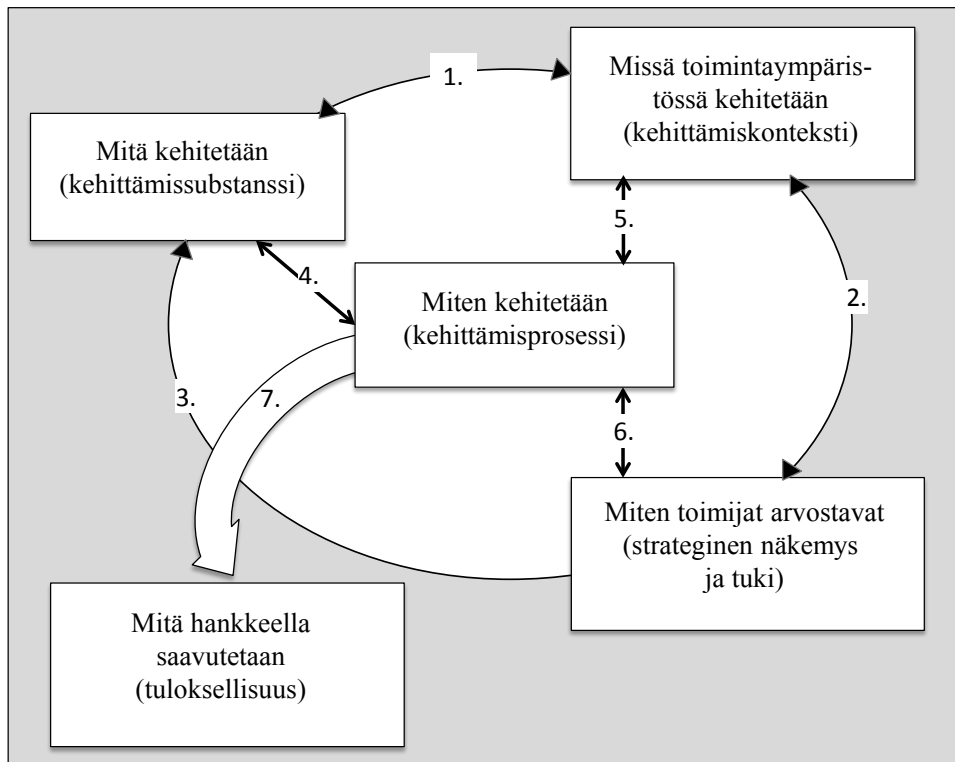 1.
Missä toimintaympäris-
tössä kehitetään
(kehittämiskonteksti)
Mitä kehitetään
(kehittämissubstanssi)
5.
4.
2.
Miten kehitetään
(kehittämisprosessi)
3.
7.
6.
Miten toimijat arvostavat
(strateginen näkemys
ja tuki)
Mitä hankkeella
saavutetaan
(tuloksellisuus)